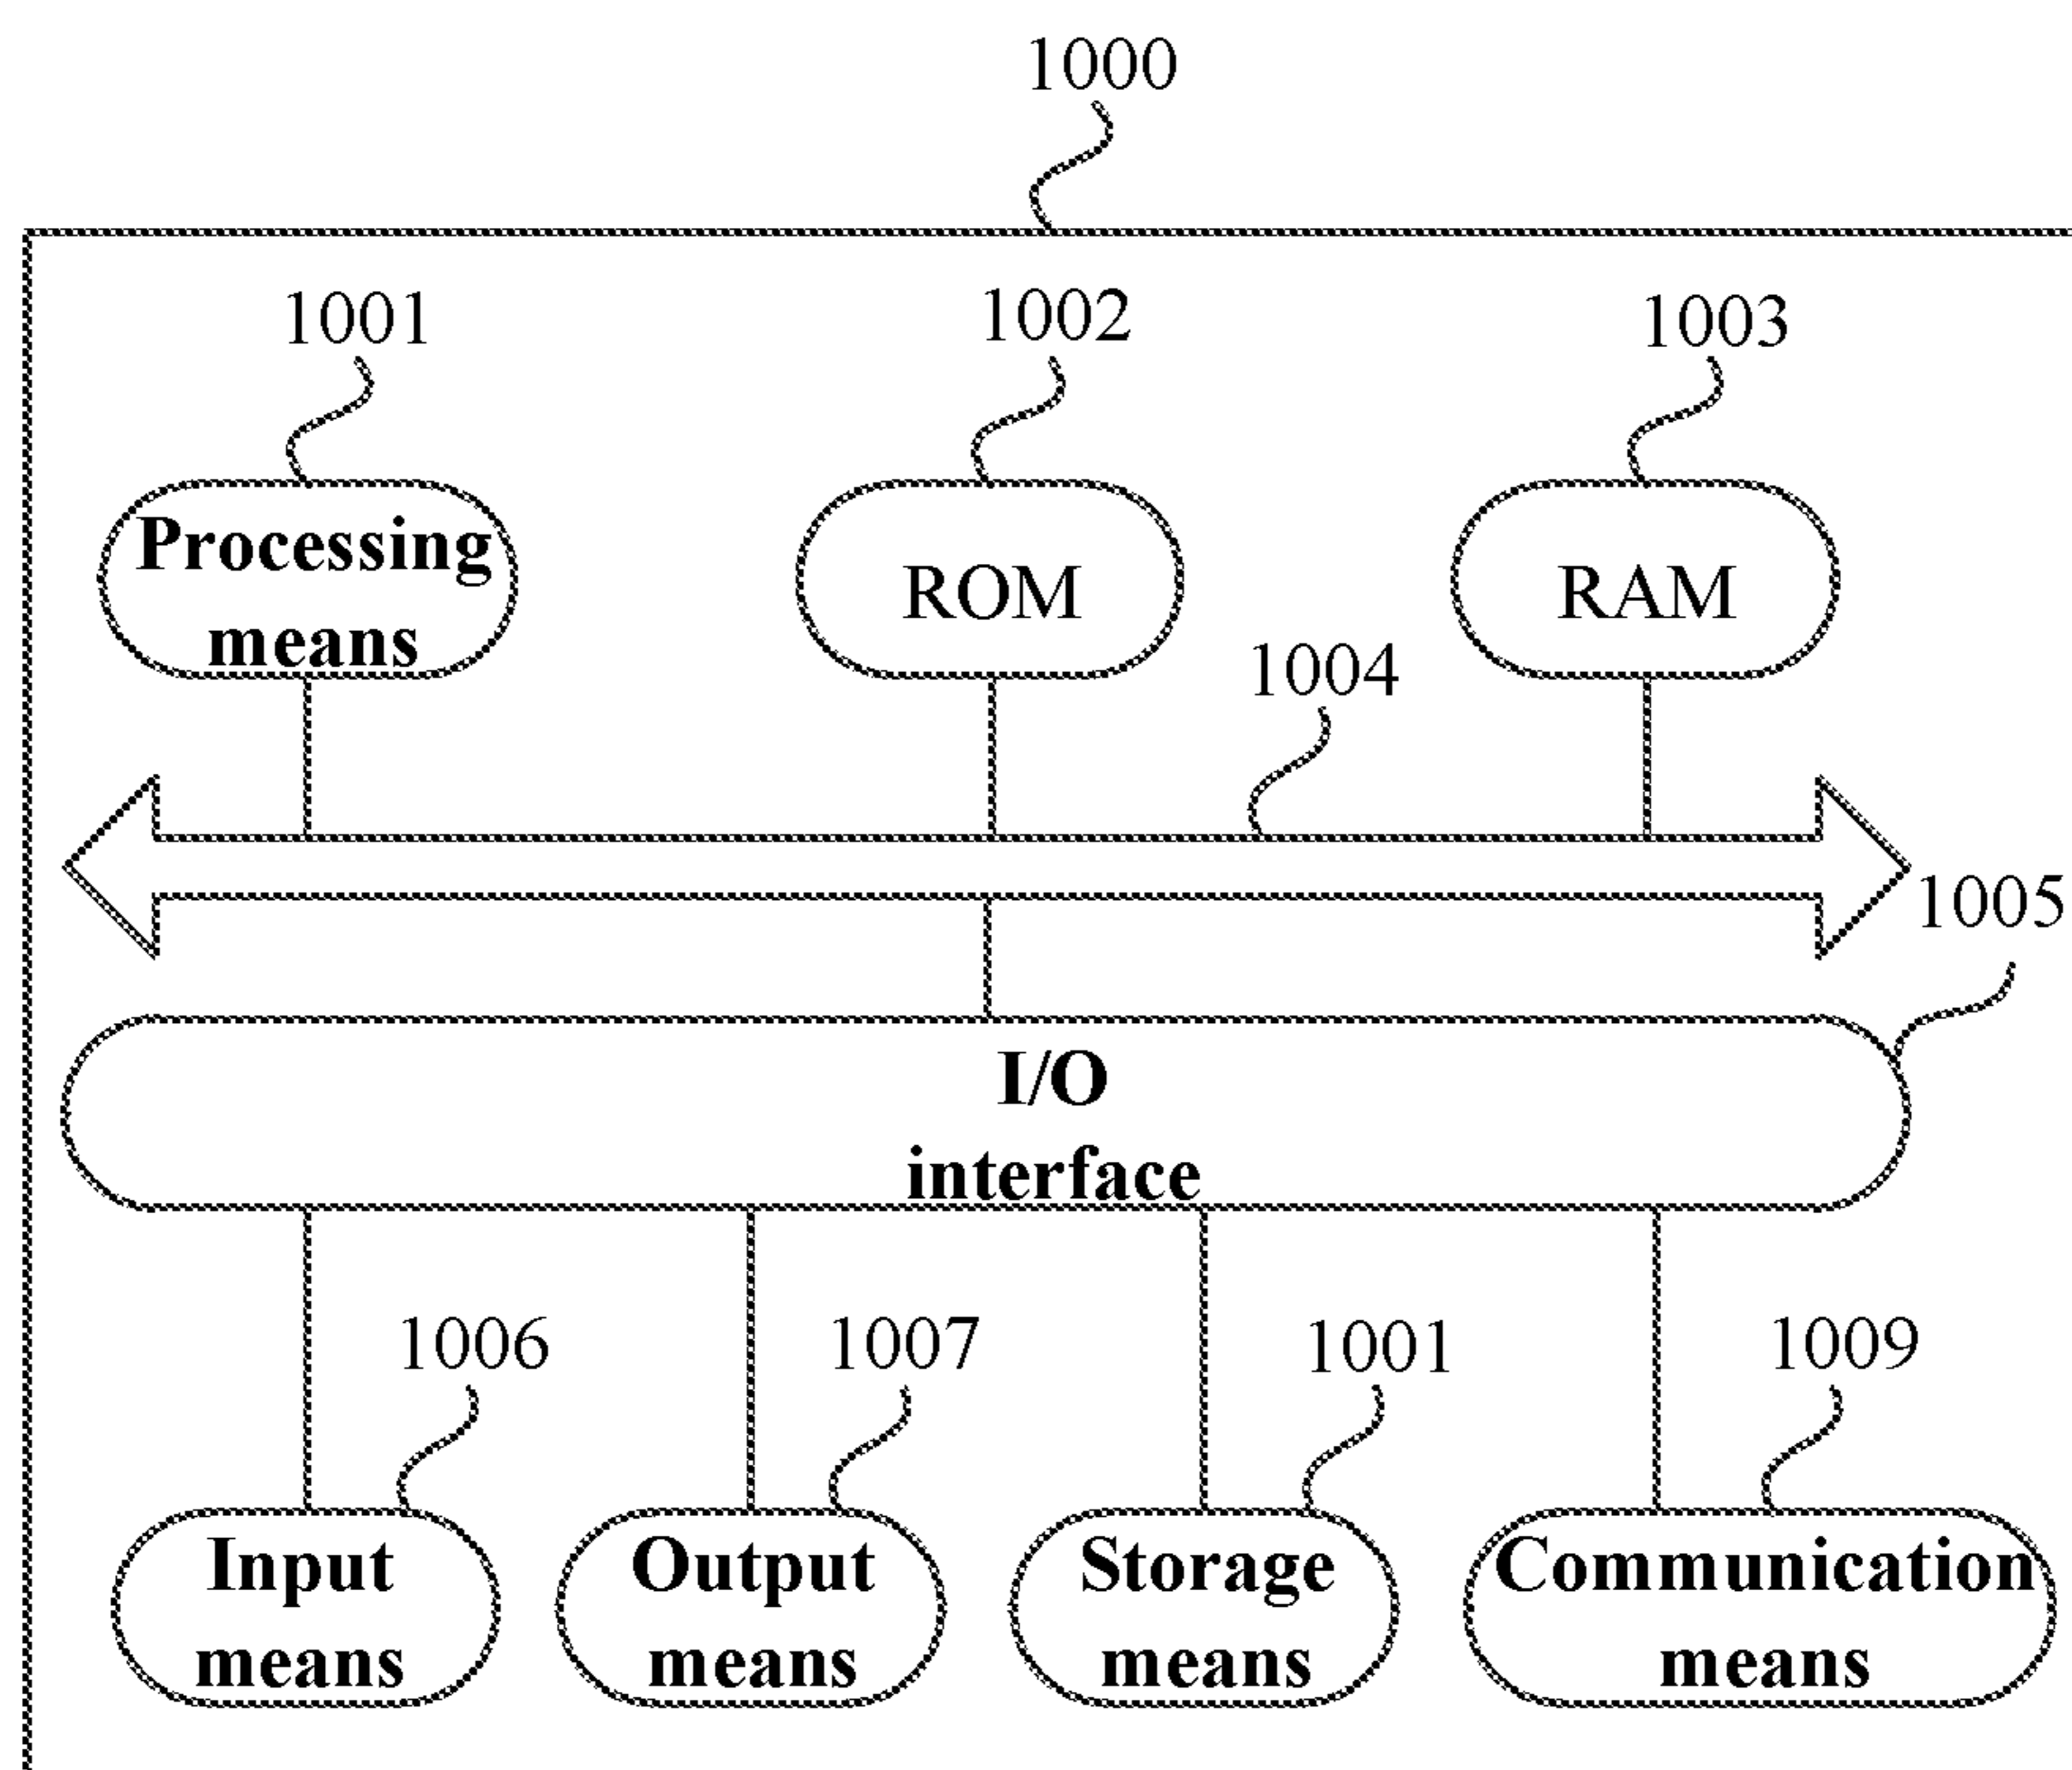 1000
1001
1002
1003
Processing
means
ROM
RAM
1004
1005
I/O
interface
1006
1007
1001
1009
Input
means
Output
means
Storage
means
Communication
means